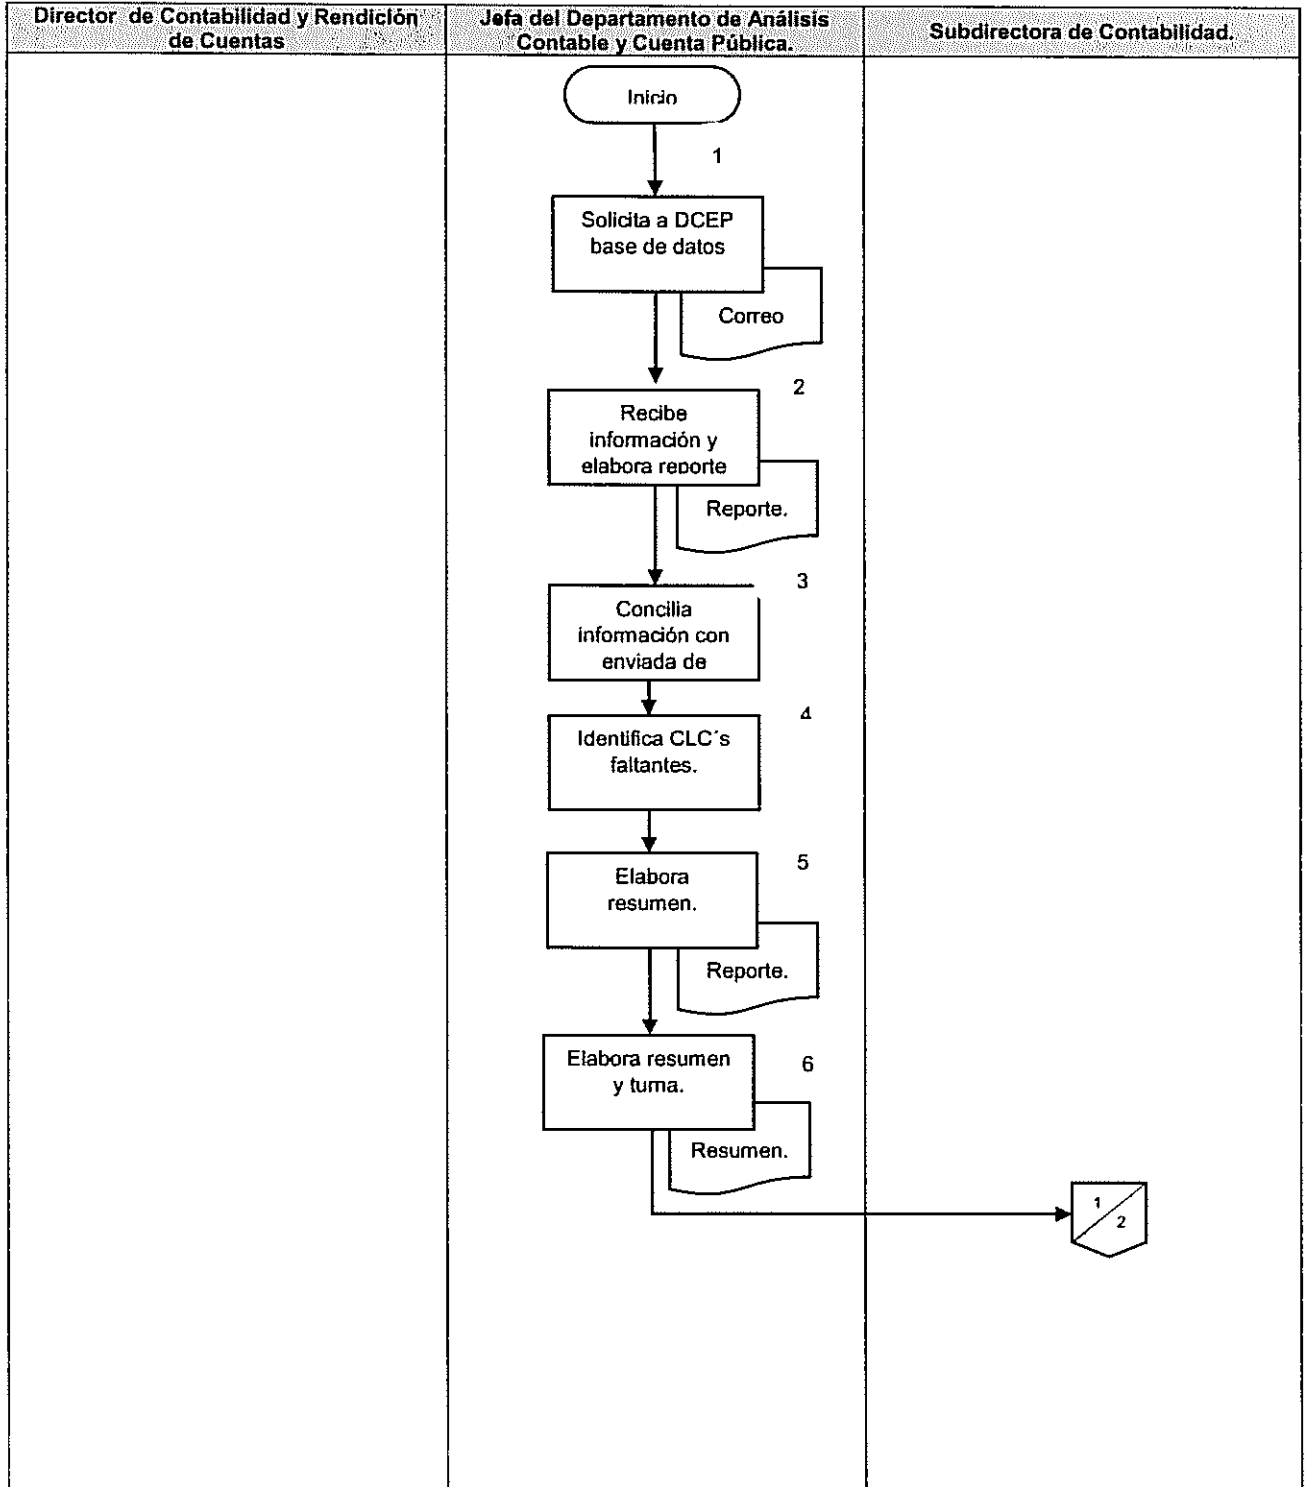 Director de Contabilidad y Rendición
de Cuentas
Jefa del Departamento de Análisis
Contable y Cuenta Pública.
Subdirectora de Contabilidad.
Inicio
1
Solicita a DCEP
base de datos
Correo
2
Recibe
información y
elabora reporte
Reporte.
3
Concilia
información con
enviada de
4
Identifica CLC´s
faltantes.
5
Elabora
resumen.
Reporte.
6
Elabora resumen
y turna.
Resumen.
1
2